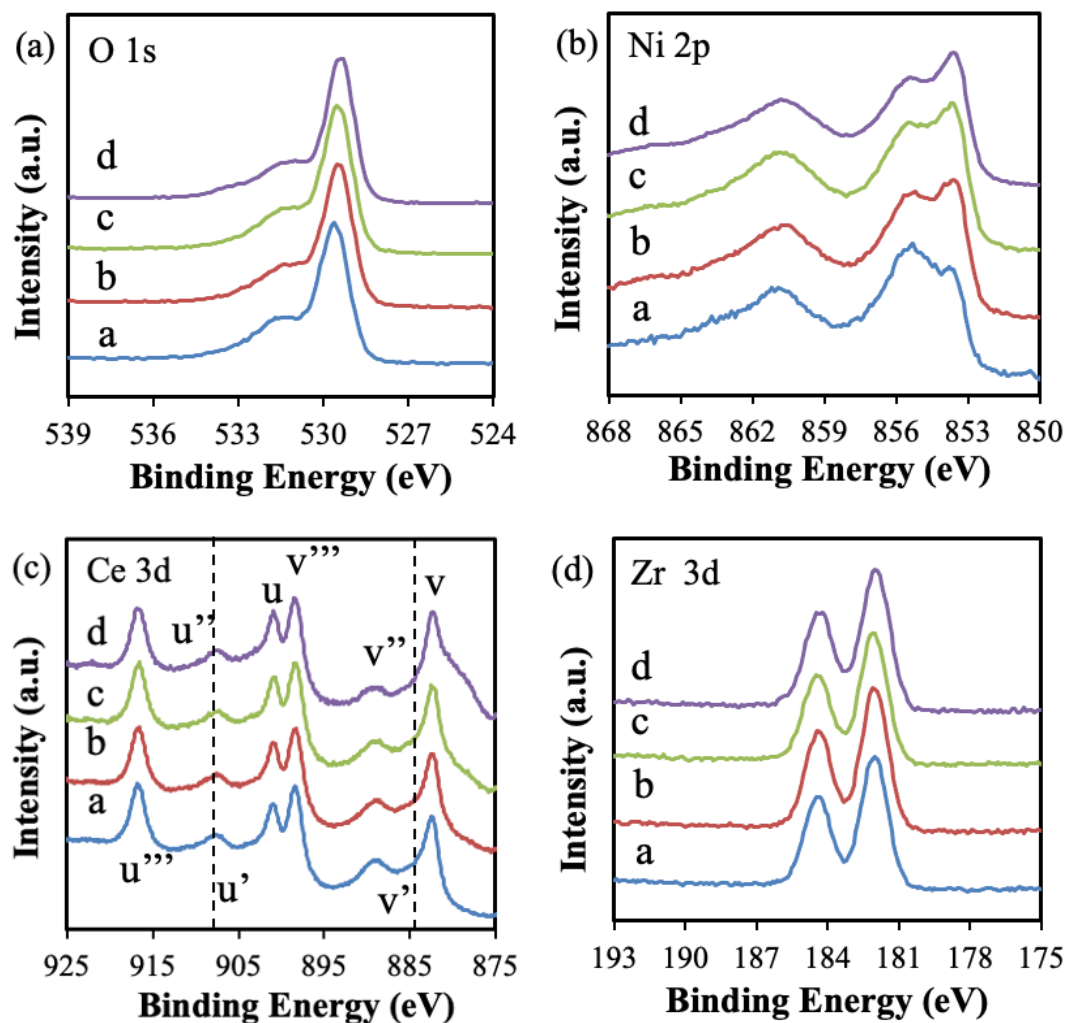 (a) O 1s
d
c
b
a
Intensity (a.u.)
539 536 533 530 527 524
Binding Energy (eV)
(b) Ni 2p
d
c
b
a
Intensity (a.u.)
868 865 862 859 856 853 850
Binding Energy (eV)
(c) Ce 3d
v’’’
u v
d u’’ v’’
c
b
a
u’’’ u’ v’
Intensity (a.u.)
925 915 905 895 885 875
Binding Energy (eV)
(d) Zr 3d
d
c
b
a
Intensity (a.u.)
193 190 187 184 181 178 175
Binding Energy (eV)